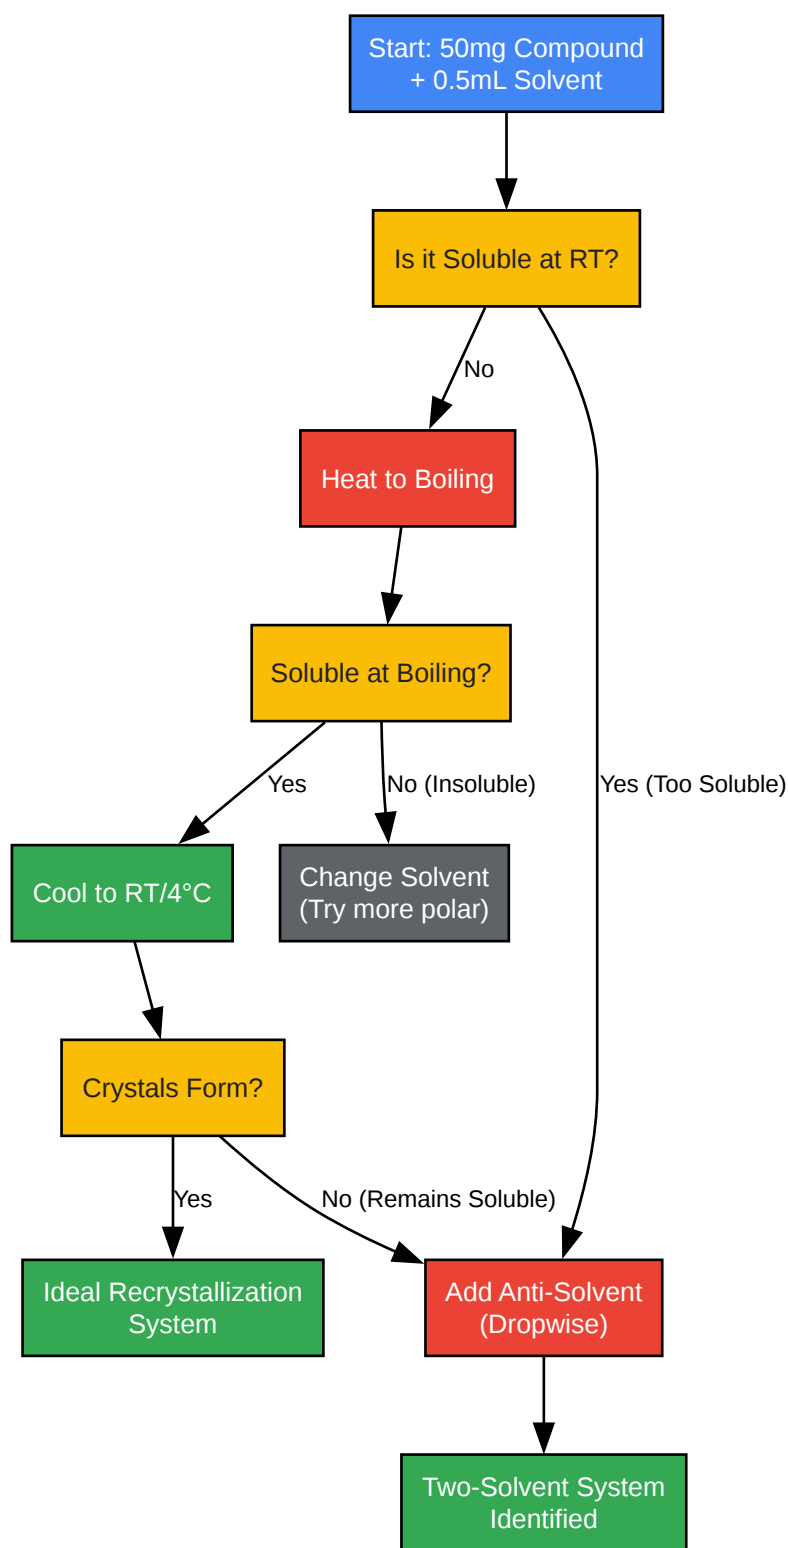 Start: 50mg Compound
+ 0.5mL Solvent
Is it Soluble at RT?
No
Heat to Boiling
Soluble at Boiling?
Yes
No (Insoluble)
Yes (Too Soluble)
Cool to RT/4°C
Change Solvent
(Try more polar)
Crystals Form?
Yes
No (Remains Soluble)
Ideal Recrystallization
System
Add Anti-Solvent
(Dropwise)
Two-Solvent System
Identified